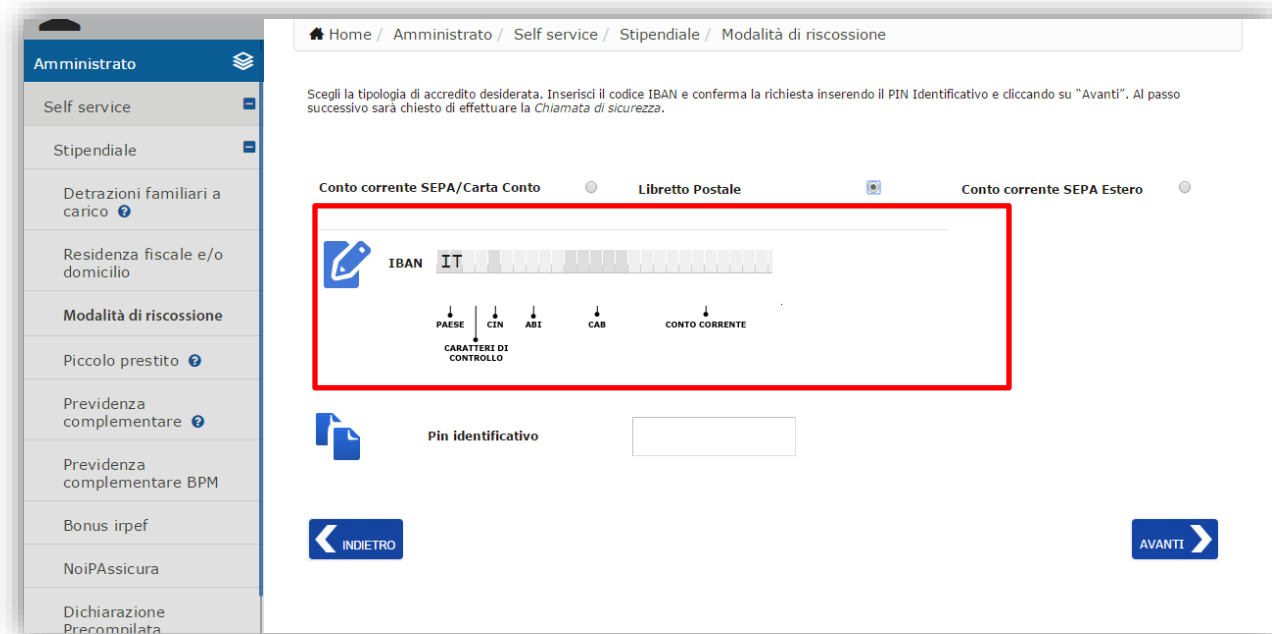 Home / Amministrato / Self service / Stipendiale / Modalità di riscossione
Amministrato
Self service
Stipendiale
Detrazioni familiari a
carico ?
Residenza fiscale e/o
domicilio
Modalità di riscossione
Piccolo prestito ?
Previdenza
complementare ?
Previdenza
complementare BPM
Bonus irpef
NoiPAssicura
Dichiarazione
Precompilata
Scegli la tipologia di accredito desiderata. Inserisci il codice IBAN e conferma la richiesta inserendo il PIN Identificativo e cliccando su "Avanti". Al passo
successivo sarà chiesto di effettuare la Chiamata di sicurezza.
Conto corrente SEPA/Carta Conto Libretto Postale Conto corrente SEPA Estero
IBAN IT
PAESE CIN ABI CAB CONTO CORRENTE
CARATTERI DI
CONTROLLO
Pin identificativo
INDIETRO AVANTI